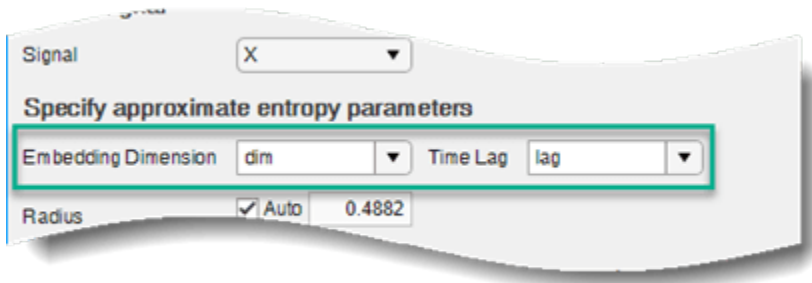 Signal X
Specify approximate entropy parameters
Embedding Dimension dim Time Lag lag
Radius Auto 0.4882